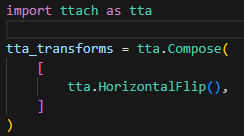 import ttach as tta
tta_transforms = tta.Compose(
    [
        tta.HorizontalFlip(),
    ]
)